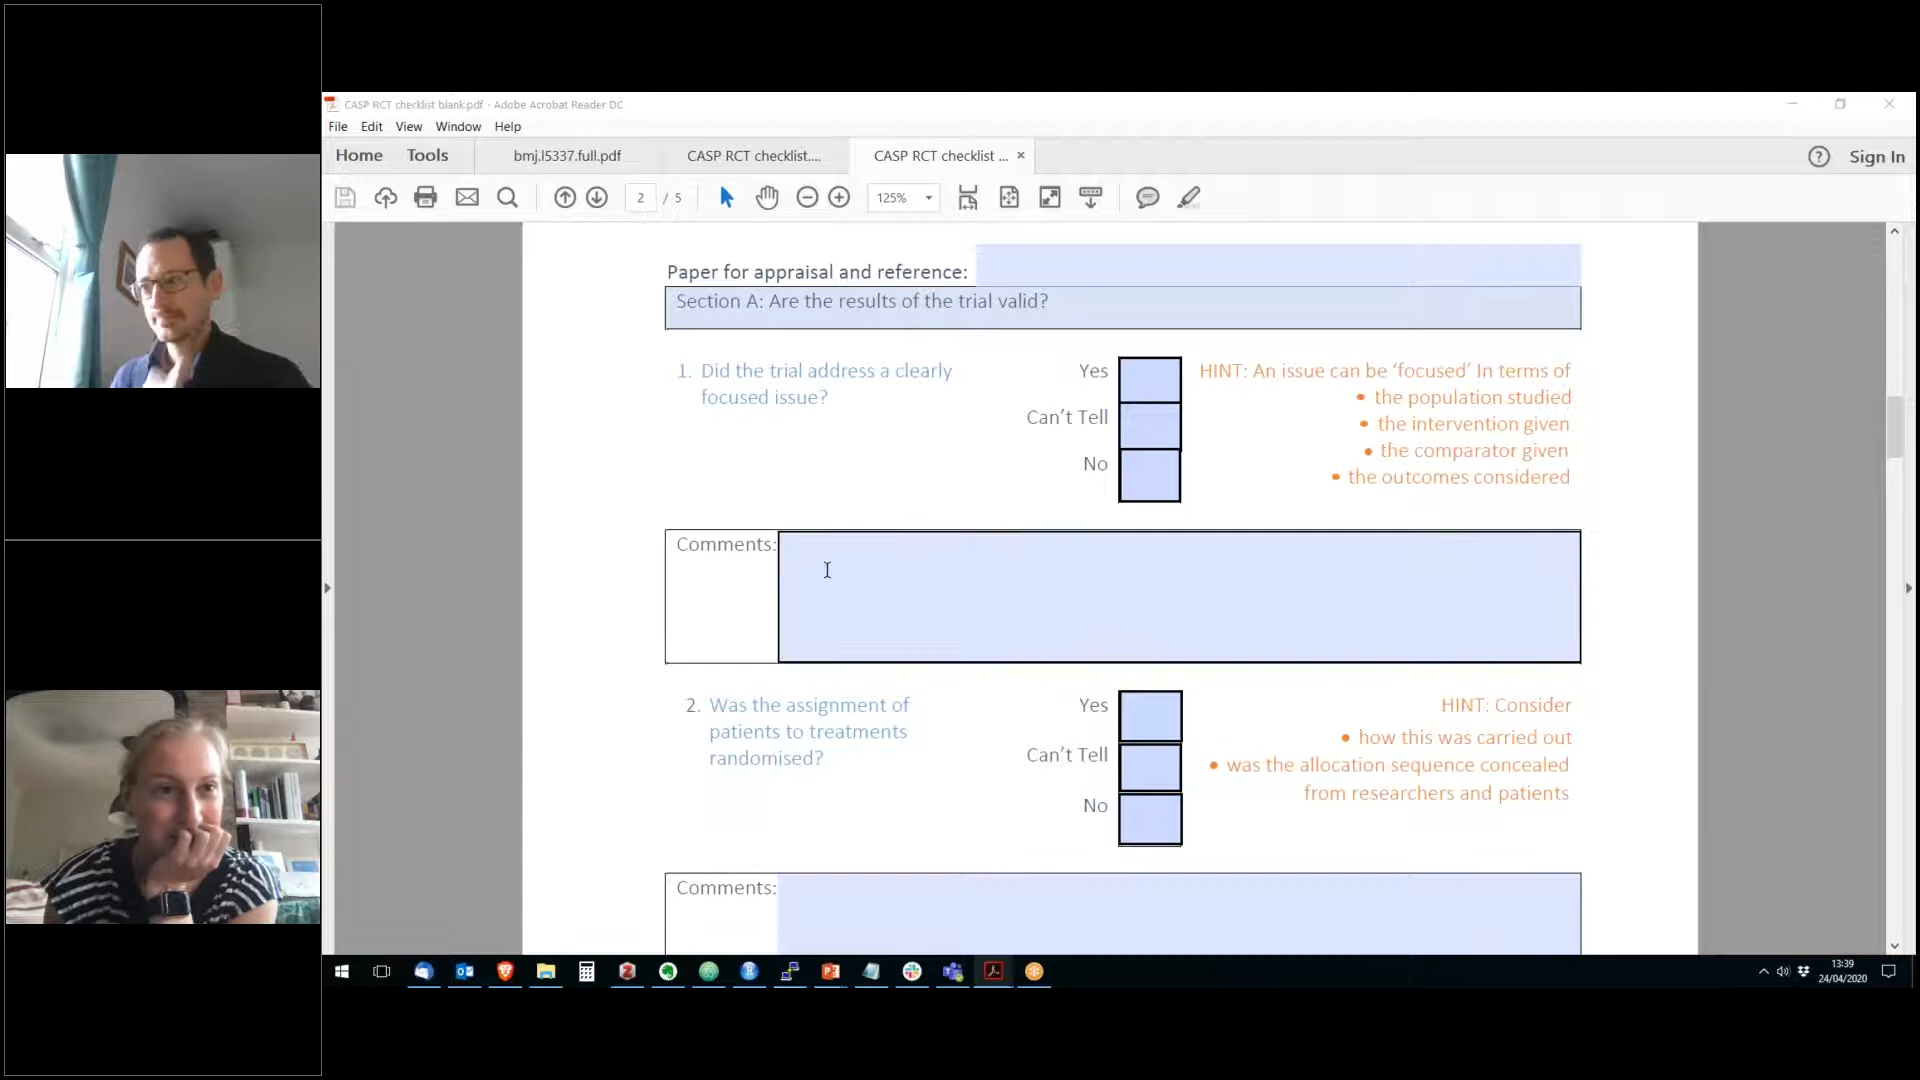 CASP RCT checklist blank.pdf - Adobe Acrobat Reader DC
File Edit View Window Help
Home Tools bmj.l5337.full.pdf CASP RCT checklist.... CASP RCT checklist ... × Sign In
2 / 5 125%
Paper for appraisal and reference:
Section A: Are the results of the trial valid?
1. Did the trial address a clearly
focused issue?
Yes
Can't Tell
No
HINT: An issue can be ‘focused’ In terms of
• the population studied
• the intervention given
• the comparator given
• the outcomes considered
Comments:
2. Was the assignment of
patients to treatments
randomised?
Yes
Can't Tell
No
HINT: Consider
• how this was carried out
• was the allocation sequence concealed
from researchers and patients
Comments:
13:39
24/04/2020